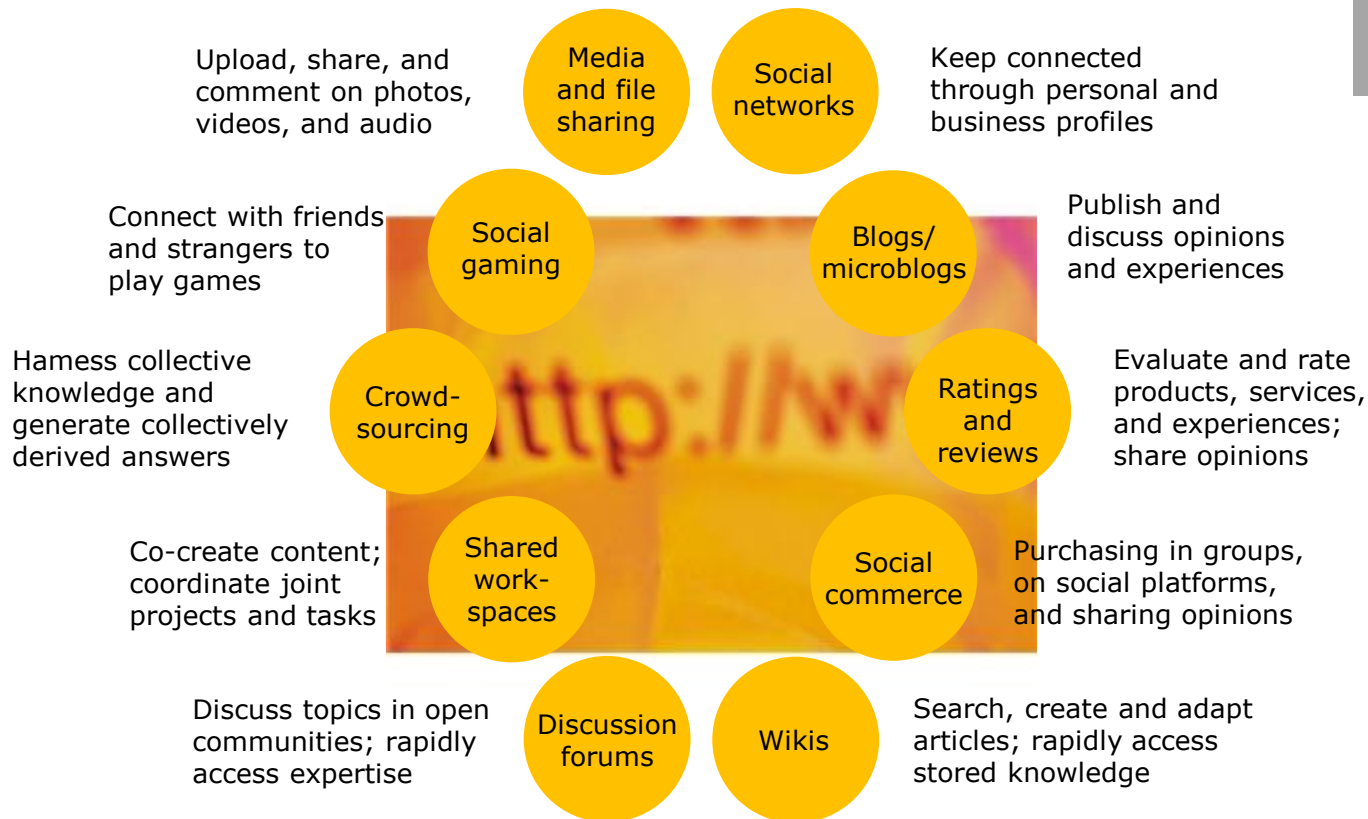 Upload, share, and
comment on photos,
videos, and audio
Media
and file
sharing
Social
networks
Keep connected
through personal and
business profiles
Connect with friends
and strangers to
play games
Social
gaming
Blogs/
microblogs
Publish and
discuss opinions
and experiences
Hamess collective
knowledge and
generate collectively
derived answers
Crowd-
sourcing
ttp://w
Ratings
and
reviews
Evaluate and rate
products, services,
and experiences;
share opinions
Co-create content;
coordinate joint
projects and tasks
Shared
work-
spaces
Social
commerce
Purchasing in groups,
on social platforms,
and sharing opinions
Discuss topics in open
communities; rapidly
access expertise
Discussion
forums
Wikis
Search, create and adapt
articles; rapidly access
stored knowledge